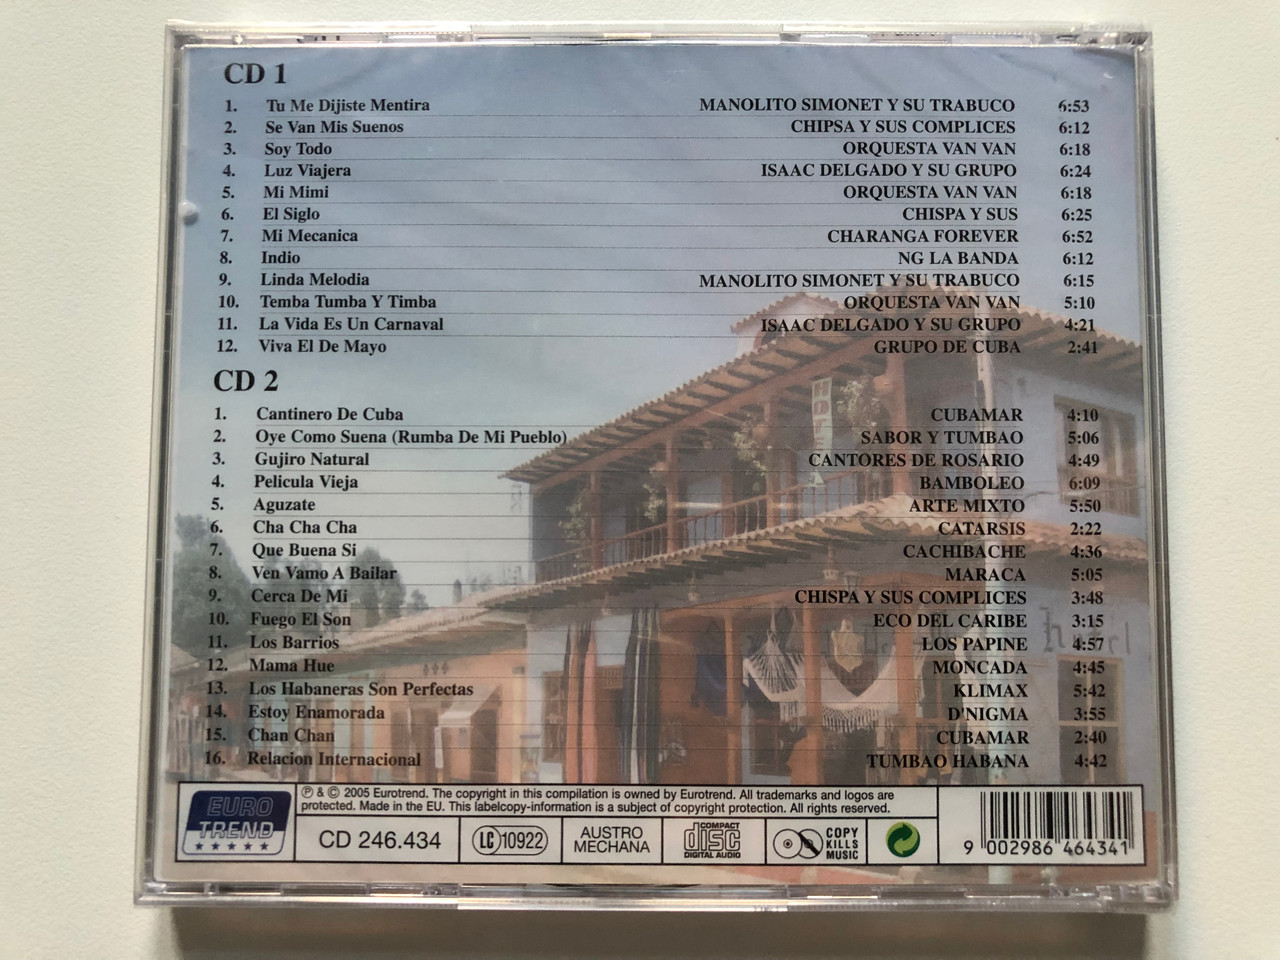 CD 1
1. Tu Me Dijiste Mentira MANOLITO SIMONET Y SU TRABUCO 6:53
2. Se Van Mis Suenos CHIPSA Y SUS COMPLICES 6:12
3. Soy Todo ORQUESTA VAN VAN 6:18
4. Luz Viajera ISAAC DELGADO Y SU GRUPO 6:24
5. Mi Mimi ORQUESTA VAN VAN 6:18
6. El Siglo CHISPA Y SUS 6:25
7. Mi Mecanica CHARANGA FOREVER 6:52
8. Indio NG LA BANDA 6:12
9. Linda Melodia MANOLITO SIMONET Y SU TRABUCO 6:15
10. Temba Tumba Y Timba ORQUESTA VAN VAN 5:10
11. La Vida Es Un Carnaval ISAAC DELGADO Y SU GRUPO 4:21
12. Viva El De Mayo GRUPO DE CUBA 2:41
CD 2
1. Cantinero De Cuba CUBAMAR 4:10
2. Oye Como Suena (Rumba De Mi Pueblo) SABOR Y TUMBAO 5:06
3. Gujiro Natural CANTORES DE ROSARIO 4:49
4. Pelicula Vieja BAMBOLEO 6:09
5. Aguzate ARTE MIXTO 5:50
6. Cha Cha Cha CATARSIS 2:22
7. Que Buena Si CACHIBACHE 4:36
8. Ven Vamo A Bailar MARACA 5:05
9. Cerca De Mi CHISPA Y SUS COMPLICES 3:48
10. Fuego El Son ECO DEL CARIBE 3:15
11. Los Barrios LOS PAPINE 4:57
12. Mama Hue MONCADA 4:45
13. Los Habaneras Son Perfectas KLIMAX 5:42
14. Estoy Enamorada D'NIGMA 3:55
15. Chan Chan CUBAMAR 2:40
16. Relacion Internacional TUMBAO HABANA 4:42
EURO TREND
℗ & © 2005 Eurotrend. The copyright in this compilation is owned by Eurotrend. All trademarks and logos are
protected. Made in the EU. This labelcopy-information is a subject of copyright protection. All rights reserved.
CD 246.434
LC 10922
AUSTRO MECHANA
COMPACT disc DIGITAL AUDIO
COPY KILLS MUSIC
9 002986 464341